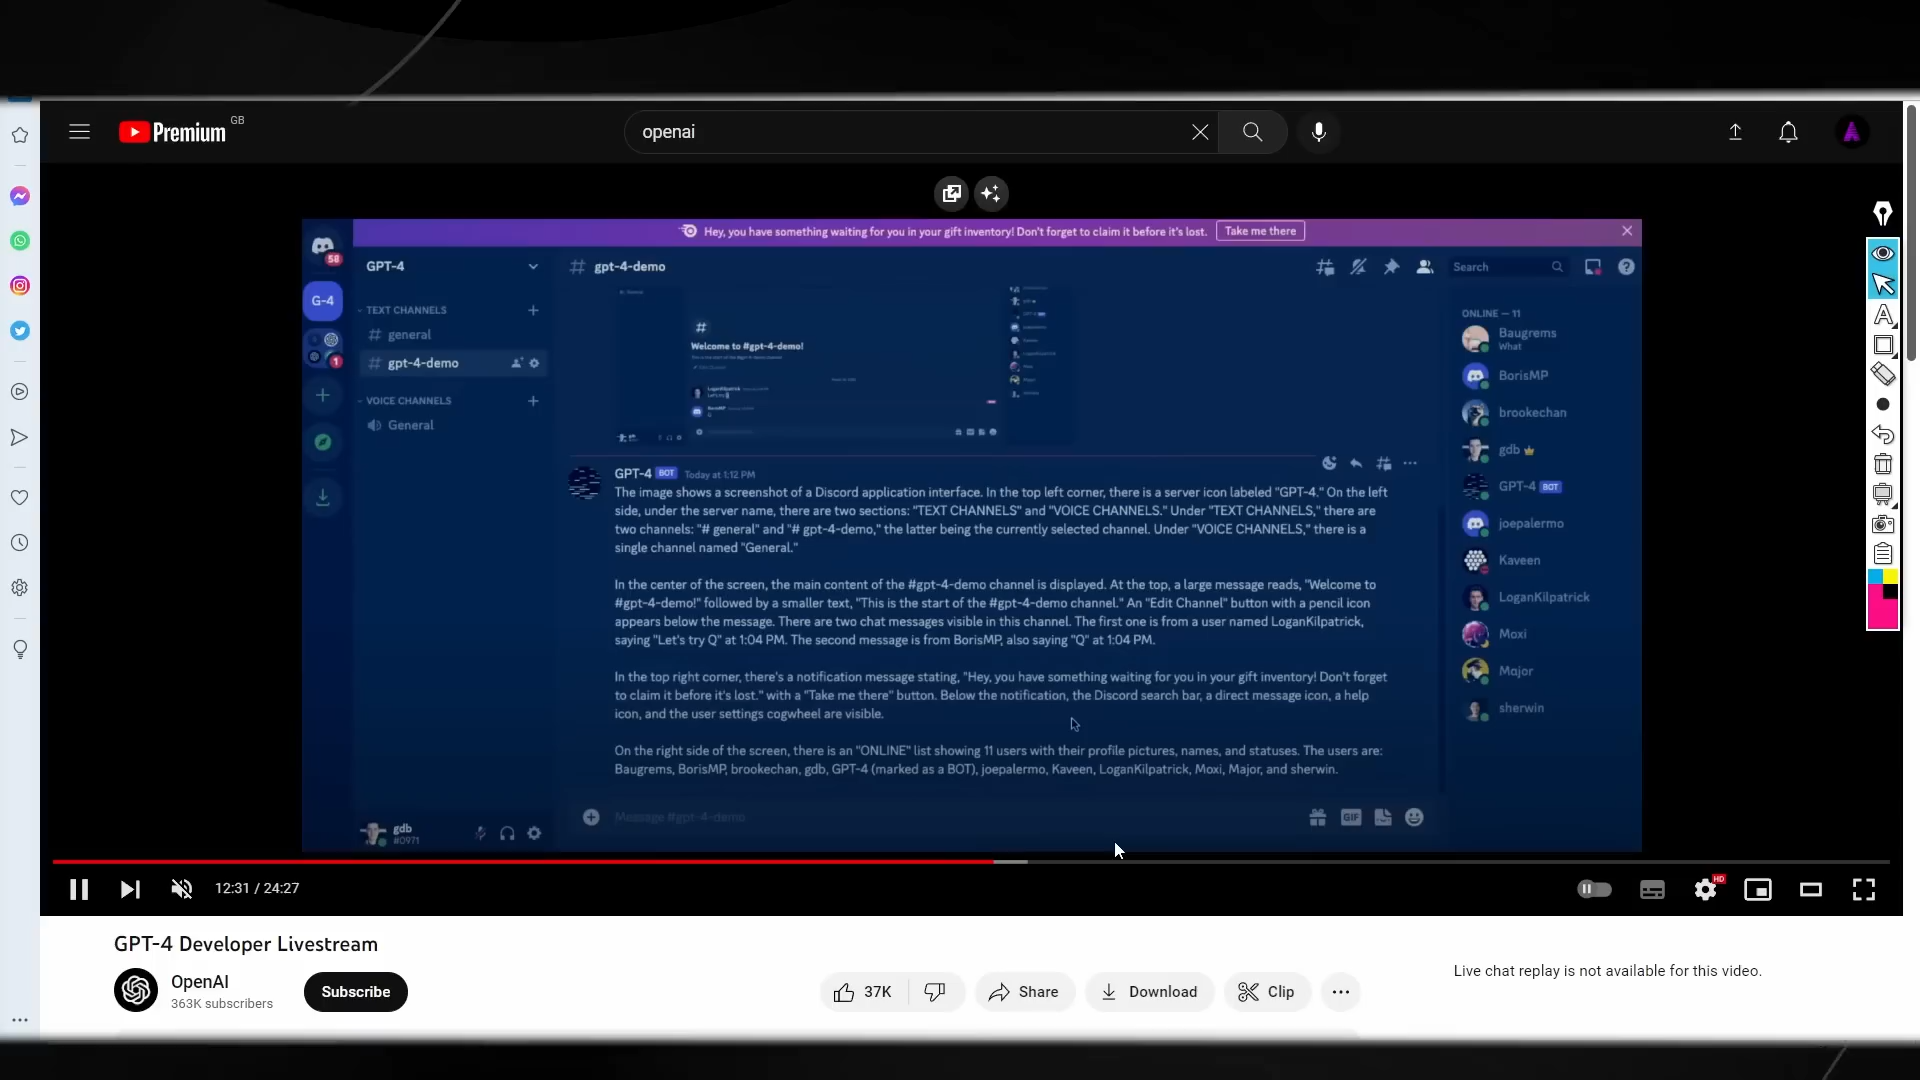 Premium GB
openai
Hey, you have something waiting for you in your gift inventory! Don't forget to claim it before it's lost. Take me there
58
GPT-4
# gpt-4-demo
Search
G-4
TEXT CHANNELS
# general
# gpt-4-demo
1
VOICE CHANNELS
General
Welcome to #gpt-4-demo!
GPT-4 BOT Today at 1:12 PM
The image shows a screenshot of a Discord application interface. In the top left corner, there is a server icon labeled "GPT-4." On the left
side, under the server name, there are two sections: "TEXT CHANNELS" and "VOICE CHANNELS." Under "TEXT CHANNELS," there are
two channels: "# general" and "# gpt-4-demo," the latter being the currently selected channel. Under "VOICE CHANNELS," there is a
single channel named "General."
In the center of the screen, the main content of the #gpt-4-demo channel is displayed. At the top, a large message reads, "Welcome to
#gpt-4-demo!" followed by a smaller text, "This is the start of the #gpt-4-demo channel." An "Edit Channel" button with a pencil icon
appears below the message. There are two chat messages visible in this channel. The first one is from a user named LoganKilpatrick,
saying "Let's try Q" at 1:04 PM. The second message is from BorisMP, also saying "Q" at 1:04 PM.
In the top right corner, there's a notification message stating, "Hey, you have something waiting for you in your gift inventory! Don't forget
to claim it before it's lost." with a "Take me there" button. Below the notification, the Discord search bar, a direct message icon, a help
icon, and the user settings cogwheel are visible.
On the right side of the screen, there is an "ONLINE" list showing 11 users with their profile pictures, names, and statuses. The users are:
Baugrems, BorisMP, brookechan, gdb, GPT-4 (marked as a BOT), joepalermo, Kaveen, LoganKilpatrick, Moxi, Major, and sherwin.
Message #gpt-4-demo
GIF
ONLINE — 11
Baugrems
What
BorisMP
brookechan
gdb
GPT-4 BOT
joepalermo
Kaveen
LoganKilpatrick
Moxi
Major
sherwin
gdb
#0971
12:31 / 24:27
HD
GPT-4 Developer Livestream
OpenAI
363K subscribers
Subscribe
37K
Share
Download
Clip
Live chat replay is not available for this video.